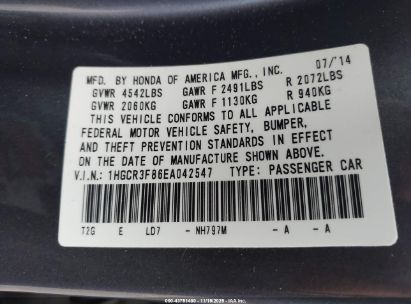 MFD. BY HONDA OF AMERICA MFG., INC. 07/'14
GVWR 4542LBS GAWR F 2491LBS R 2072LBS
GVWR 2060KG GAWR F 1130KG R 940KG
THIS VEHICLE CONFORMS TO ALL APPLICABLE
FEDERAL MOTOR VEHICLE SAFETY, BUMPER,
AND THEFT PREVENTION STANDARDS IN EFFECT
ON THE DATE OF MANUFACTURE SHOWN ABOVE.
V.I.N.: 1HGCR3F86EA042547 TYPE: PASSENGER CAR
T2G E LD7 - NH797M - A - A